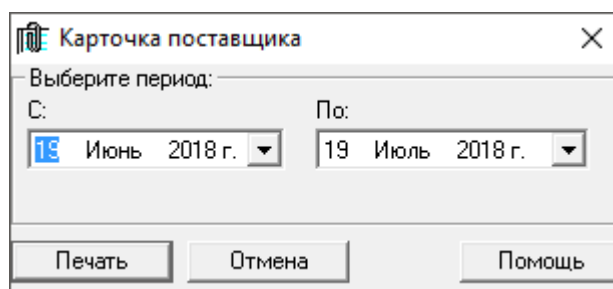 Карточка поставщика
Выберите период:
С: По:
19 Июнь 2018 г. 19 Июль 2018 г.
Печать Отмена Помощь